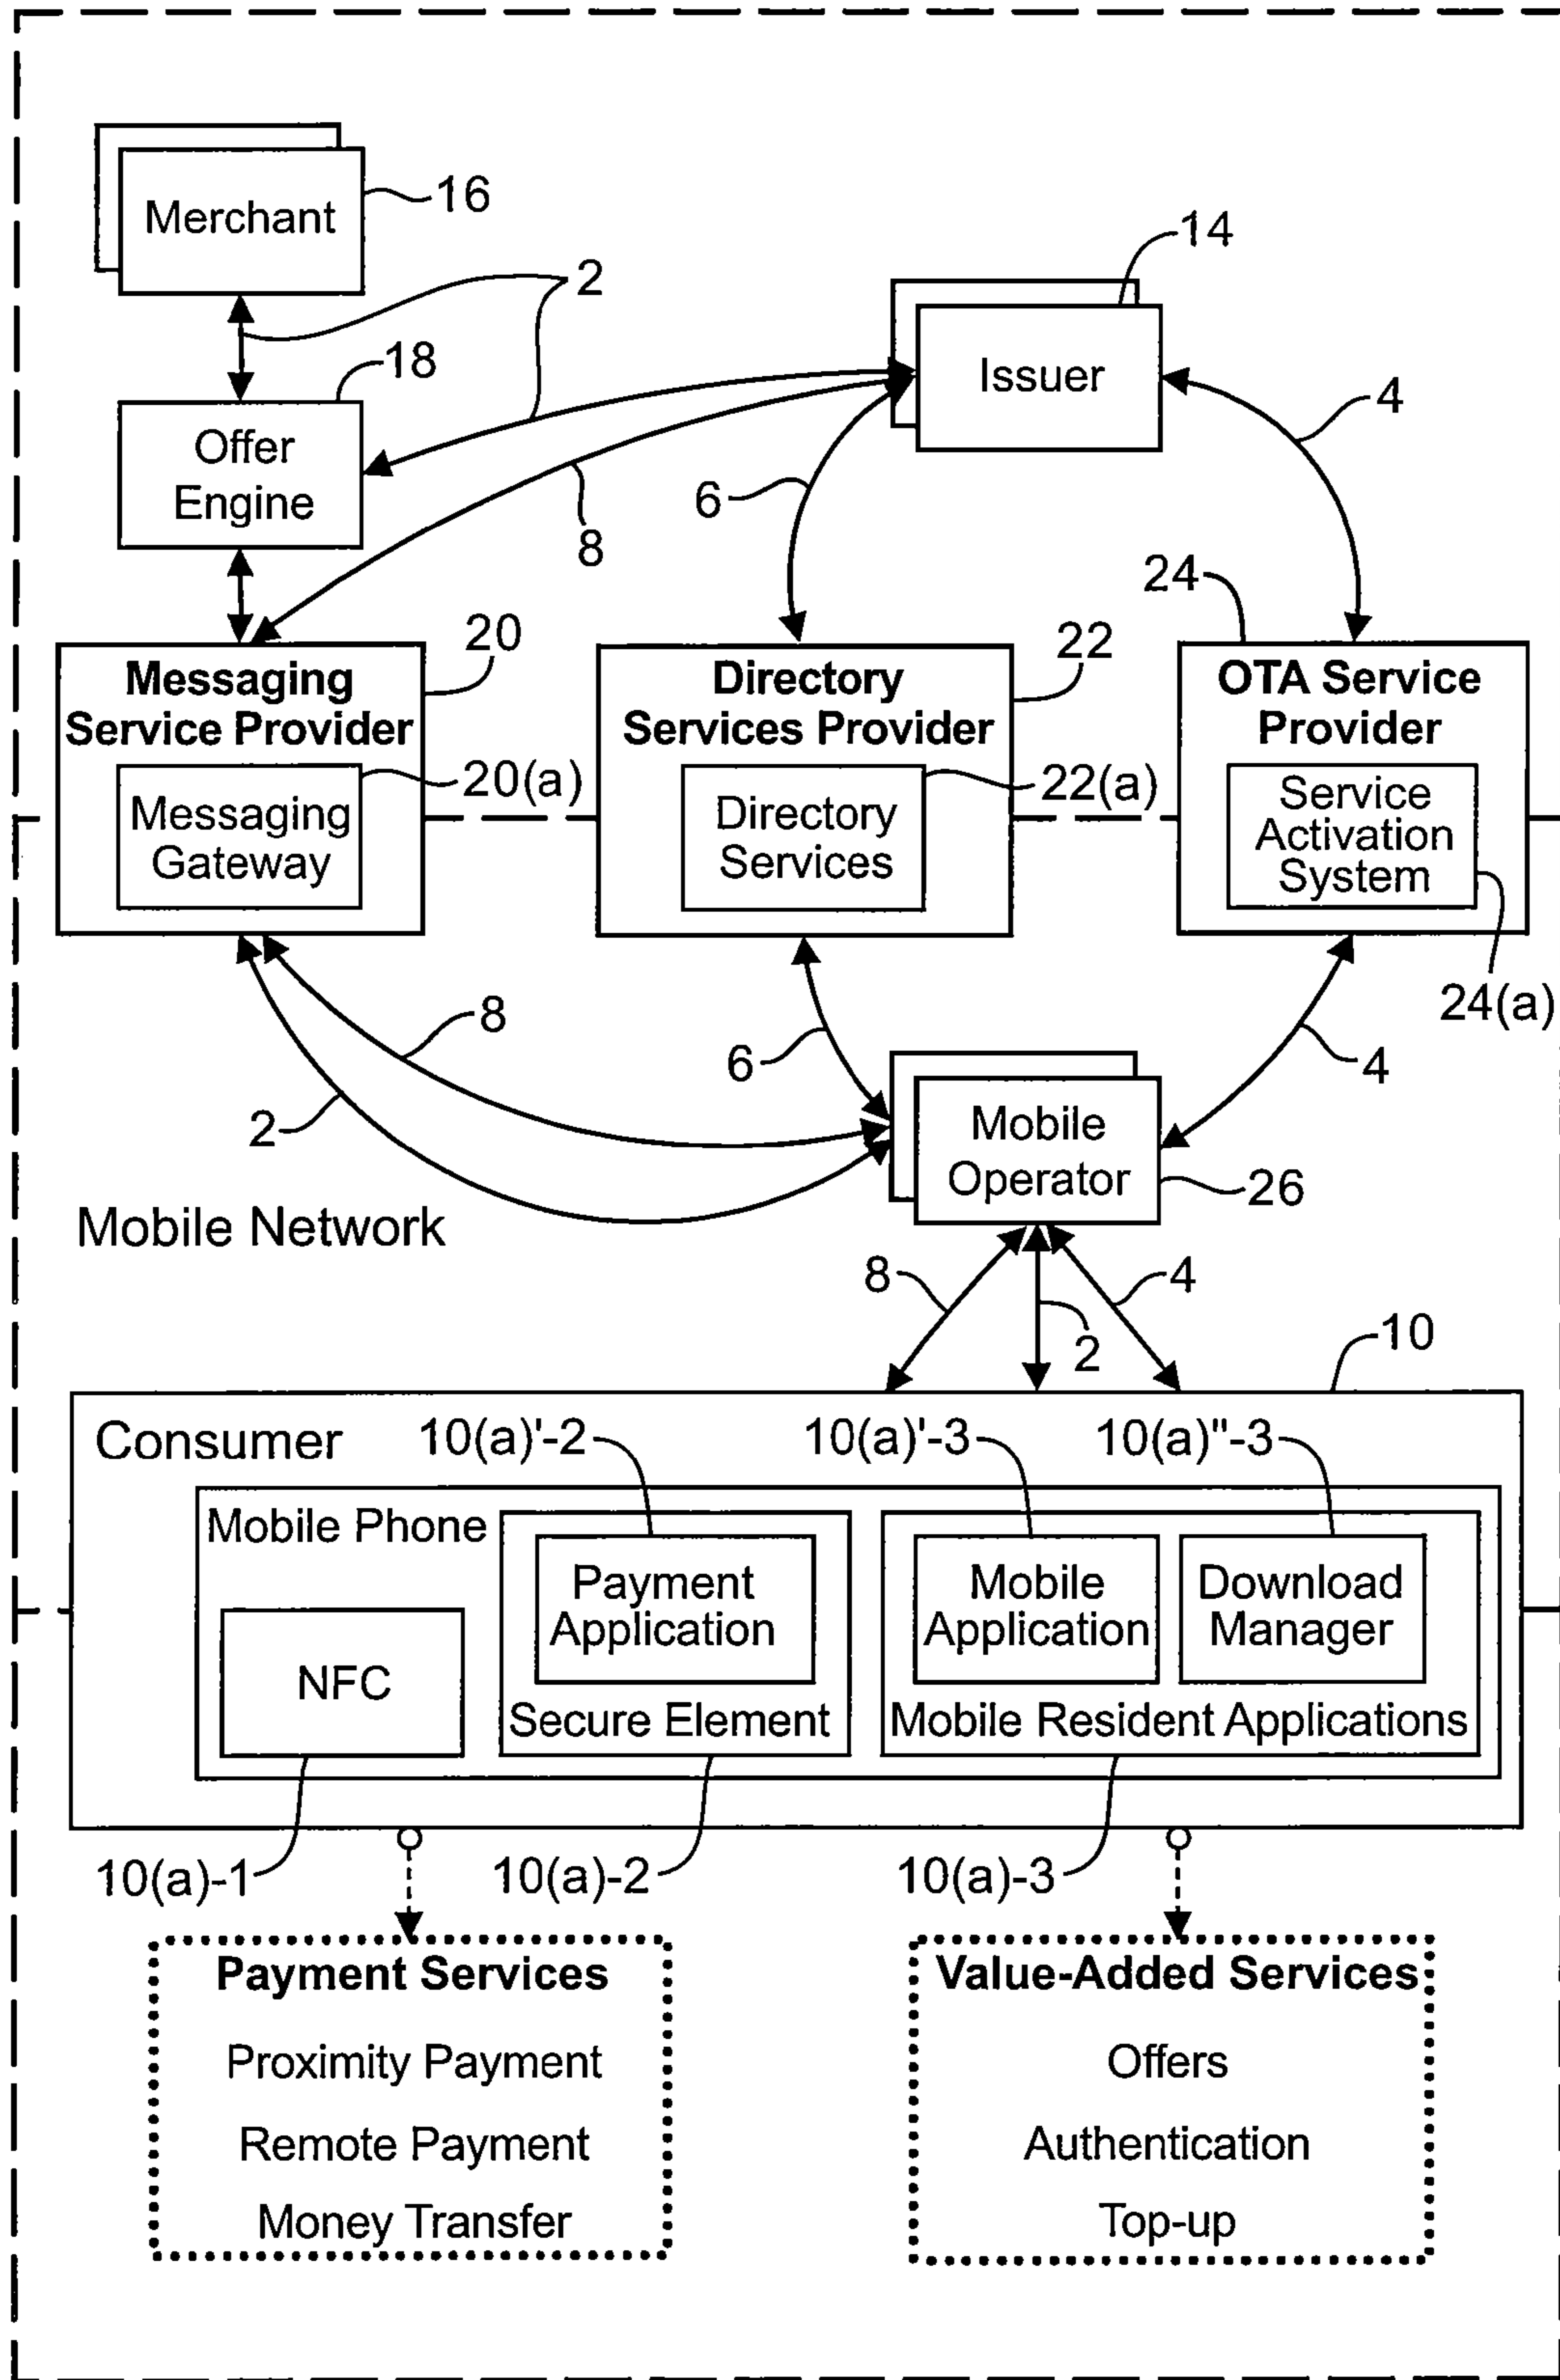 16
Merchant
14
2
18
Issuer
4
Offer
Engine
6
8
24
20
22
Messaging
Service Provider
Directory
Services Provider
OTA Service
Provider
20(a)
22(a)
Messaging
Gateway
Directory
Services
Service
Activation
System
24(a)
8
6
4
2
Mobile
Operator
26
Mobile Network
8
4
2
10
Consumer
10(a)'-2
10(a)'-3
10(a)"-3
Mobile Phone
Payment
Application
Mobile
Application
Download
Manager
NFC
Secure Element
Mobile Resident Applications
10(a)-1
10(a)-2
10(a)-3
Payment Services
Proximity Payment
Remote Payment
Money Transfer
Value-Added Services
Offers
Authentication
Top-up